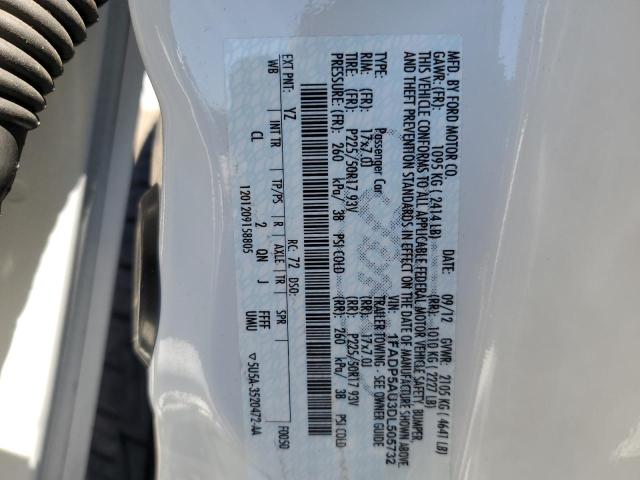 MFD. BY FORD MOTOR CO.
09/12 GVWR: 2105 KG ( 4641 LB)
GAWR: (FR): 1095 KG ( 2414 LB) (RR): 1010 KG ( 2227 LB)
THIS VEHICLE CONFORMS TO ALL APPLICABLE FEDERAL MOTOR VEHICLE SAFETY, BUMPER,
AND THEFT PREVENTION STANDARDS IN EFFECT ON THE DATE OF MANUFACTURE SHOWN ABOVE.
VIN: 1FADP5AU3DL505732
TYPE: Passenger Car TRAILER TOWING - SEE OWNER GUIDE
RIM: (FR): 17x7.0J (RR): 17x7.0J
TIRE: (FR): P225/50R17 93V (RR): P225/50R17 93V
PRESSURE: (FR): 260 kPa/ 38 PSI COLD (RR): 260 kPa/ 38 PSI COLD
EXT PNT: YZ RC: 72 DSO: F0050
WB INT TR TP/PS R AXLE TR SPR
CL 2 QN J FFFF UMU
1201209158805 5U5A-3520472-AA